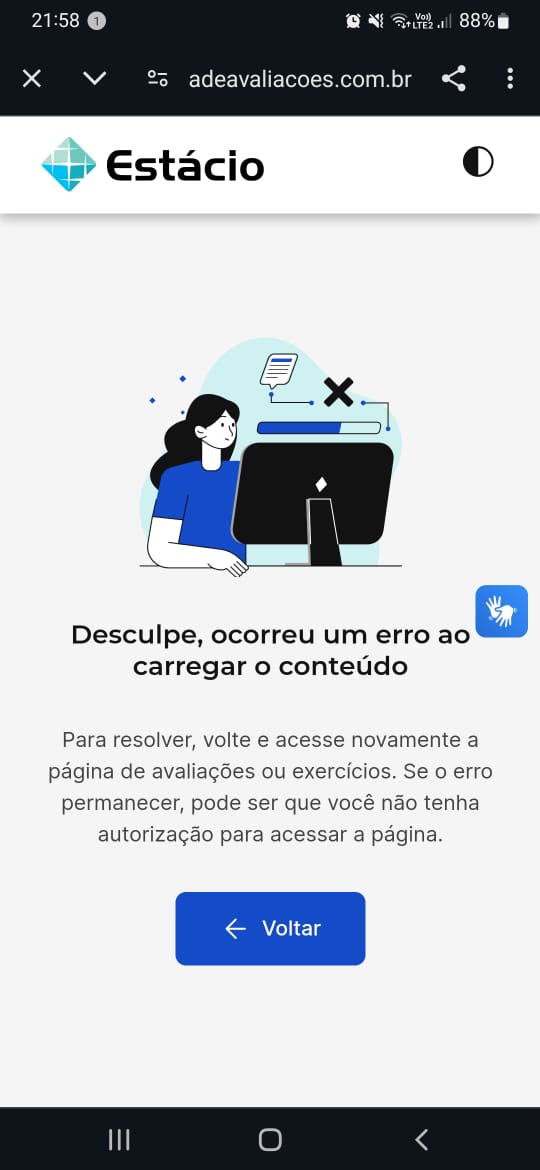 21:58 1 Vo)) LTE2 88%
adeavaliacoes.com.br
Estácio
Desculpe, ocorreu um erro ao
carregar o conteúdo
Para resolver, volte e acesse novamente a
página de avaliações ou exercícios. Se o erro
permanecer, pode ser que você não tenha
autorização para acessar a página.
Voltar